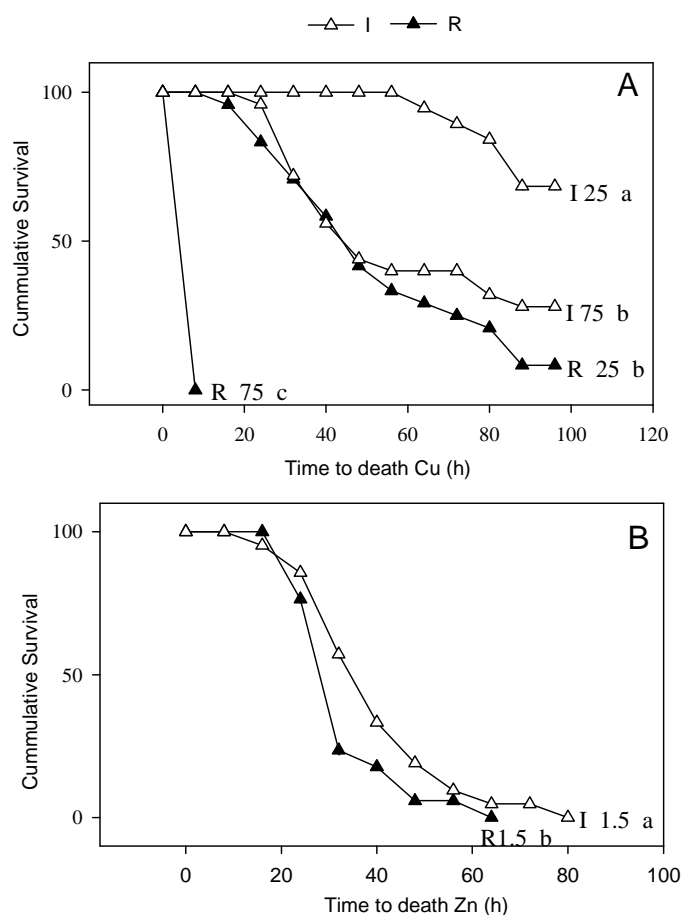 I R
A
100
50
0
Cummulative Survival
I 25 a
I 75 b
R 25 b
R 75 c
0 20 40 60 80 100 120
Time to death Cu (h)
B
100
50
0
Cummulative Survival
I 1.5 a
R1.5 b
0 20 40 60 80 100
Time to death Zn (h)